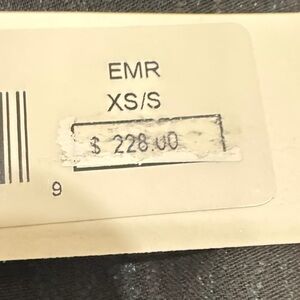 EMR
XS/S
$ 228.00
9